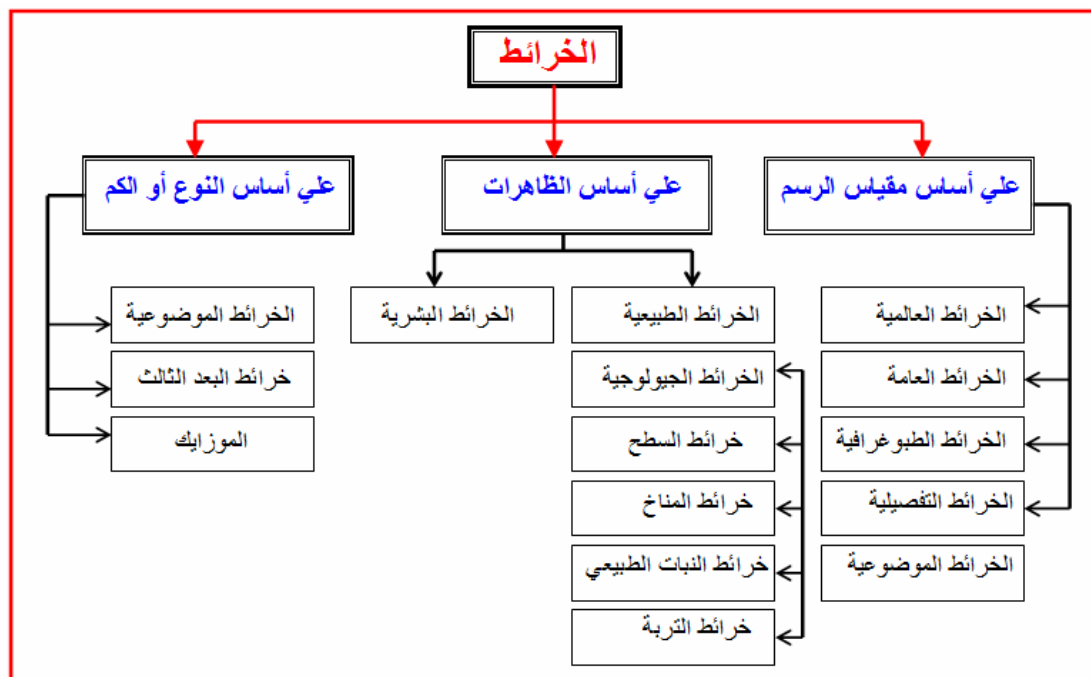 الخرائط
علي أساس مقياس الرسم
علي أساس الظاهرات
علي أساس النوع أو الكم
الخرائط العالمية
الخرائط العامة
الخرائط الطبوغرافية
الخرائط التفصيلية
الخرائط الموضوعية
الخرائط الطبيعية
الخرائط الجيولوجية
خرائط السطح
خرائط المناخ
خرائط النبات الطبيعي
خرائط التربة
الخرائط البشرية
الخرائط الموضوعية
خرائط البعد الثالث
الموزايك